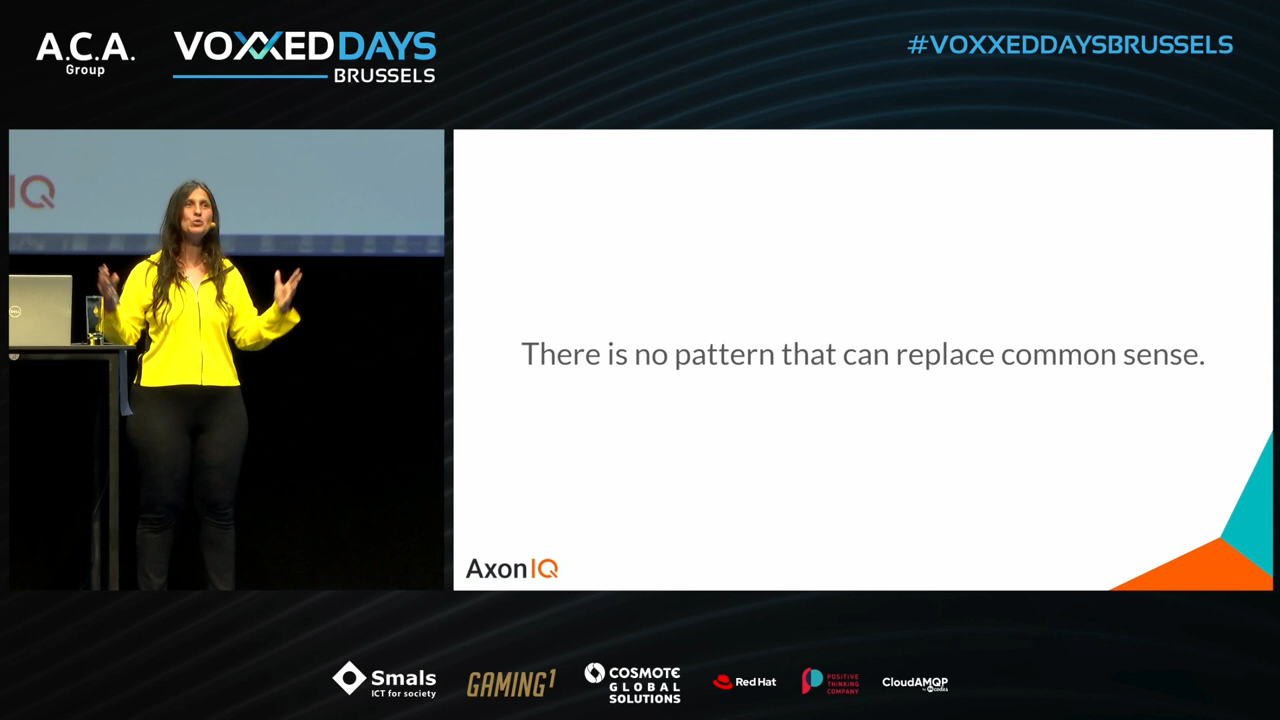 A.C.A.
Group
VOXXEDDAYS
BRUSSELS
#VOXXEDDAYSBRUSSELS
IQ
DELL
There is no pattern that can replace common sense.
AxonIQ
Smals
ICT for society
GAMING1
COSMOTE
GLOBAL
SOLUTIONS
Red Hat
POSITIVE
THINKING
COMPANY
CloudAMQP